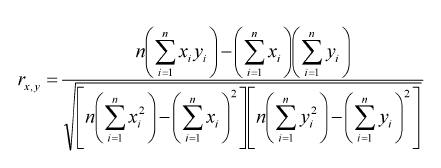 r_{x,y} = \frac{n\left(\sum_{i=1}^{n} x_i y_i\right) - \left(\sum_{i=1}^{n} x_i\right)\left(\sum_{i=1}^{n} y_i\right)}{\sqrt{\left[n\left(\sum_{i=1}^{n} x_i^2\right) - \left(\sum_{i=1}^{n} x_i\right)^2\right]\left[n\left(\sum_{i=1}^{n} y_i^2\right) - \left(\sum_{i=1}^{n} y_i\right)^2\right]}}